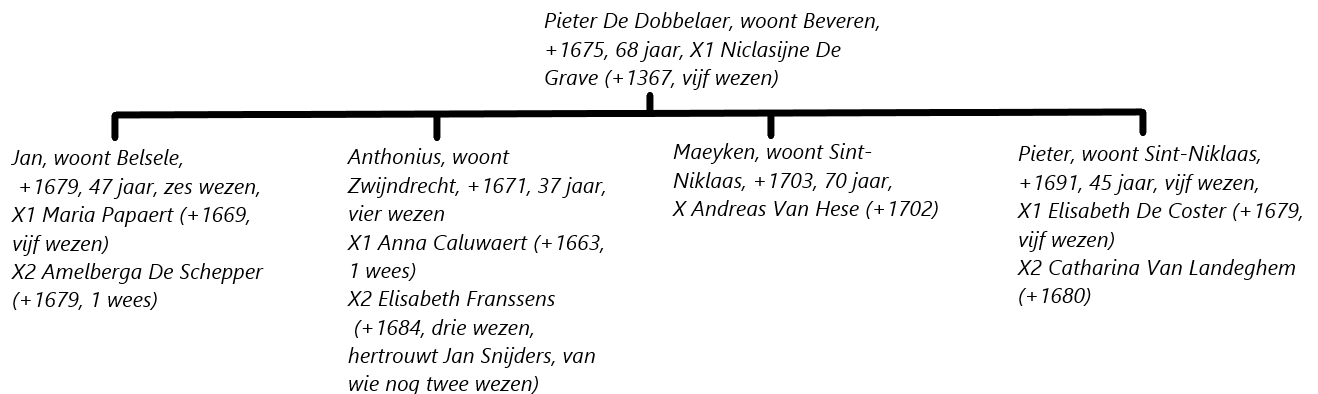 Pieter De Dobbelaer, woont Beveren,
+1675, 68 jaar, X1 Niclasijne De
Grave (+1367, vijf wezen)
Jan, woont Belsele,
+1679, 47 jaar, zes wezen,
X1 Maria Papaert (+1669,
vijf wezen)
X2 Amelberga De Schepper
(+1679, 1 wees)
Anthonius, woont
Zwijndrecht, +1671, 37 jaar,
vier wezen
X1 Anna Caluwaert (+1663,
1 wees)
X2 Elisabeth Franssens
(+1684, drie wezen,
hertrouwt Jan Snijders, van
wie nog twee wezen)
Maeyken, woont Sint-
Niklaas, +1703, 70 jaar,
X Andreas Van Hese (+1702)
Pieter, woont Sint-Niklaas,
+1691, 45 jaar, vijf wezen,
X1 Elisabeth De Coster (+1679,
vijf wezen)
X2 Catharina Van Landeghem
(+1680)